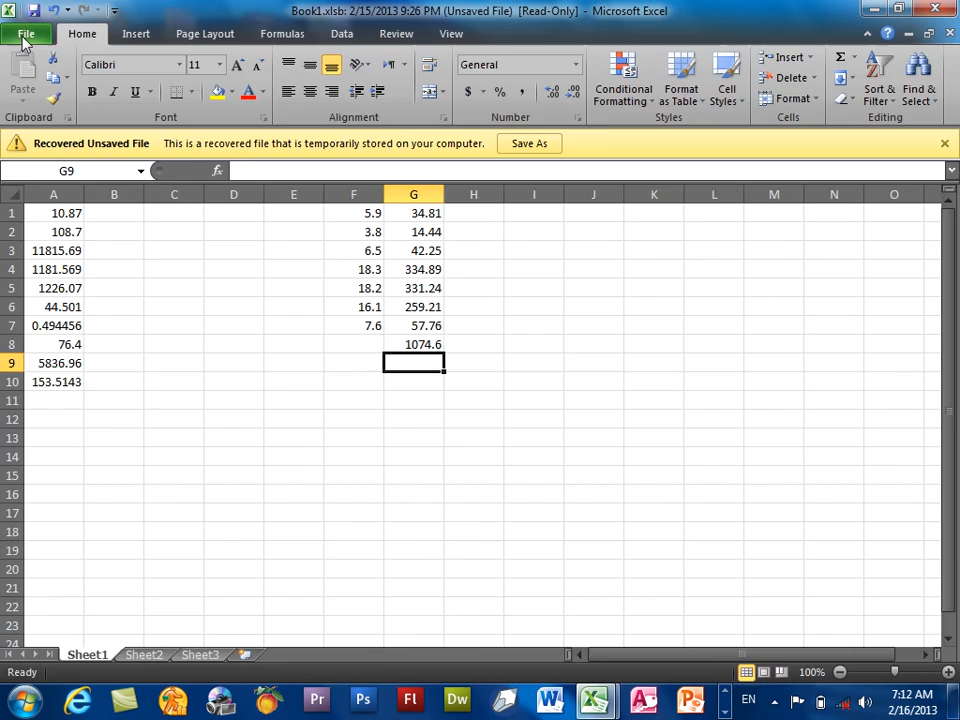 Book1.xlsb: 2/15/2013 9:26 PM (Unsaved File) [Read-Only] - Microsoft Excel
File Home Insert Page Layout Formulas Data Review View
Calibri 11 General
Paste B I U $ % , Conditional Formatting Format as Table Cell Styles Insert Delete Format Σ Sort & Filter Find & Select
Clipboard Font Alignment Number Styles Cells Editing
Recovered Unsaved File This is a recovered file that is temporarily stored on your computer. Save As
G9 fx
A B C D E F G H I J K L M N O
1 10.87 5.9 34.81
2 108.7 3.8 14.44
3 11815.69 6.5 42.25
4 1181.569 18.3 334.89
5 1226.07 18.2 331.24
6 44.501 16.1 259.21
7 0.494456 7.6 57.76
8 76.4 1074.6
9 5836.96
10 153.5143
11
12
13
14
15
16
17
18
19
20
21
22
23
24
Sheet1 Sheet2 Sheet3
Ready 100%
Pr Ps Fl Dw EN 7:12 AM
2/16/2013